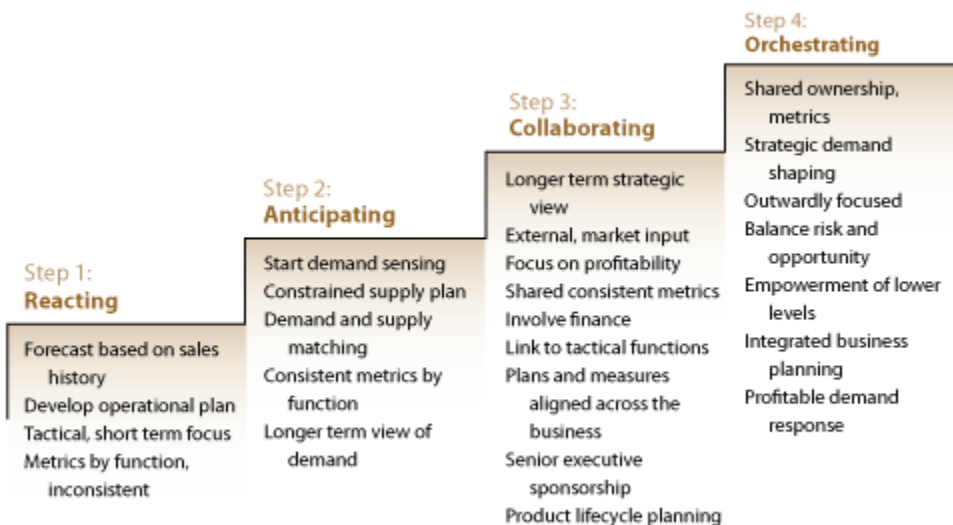 Step 1:
Reacting
Forecast based on sales
history
Develop operational plan
Tactical, short term focus
Metrics by function,
inconsistent
Step 2:
Anticipating
Start demand sensing
Constrained supply plan
Demand and supply
matching
Consistent metrics by
function
Longer term view of
demand
Step 3:
Collaborating
Longer term strategic
view
External, market input
Focus on profitability
Shared consistent metrics
Involve finance
Link to tactical functions
Plans and measures
aligned across the
business
Senior executive
sponsorship
Product lifecycle planning
Step 4:
Orchestrating
Shared ownership,
metrics
Strategic demand
shaping
Outwardly focused
Balance risk and
opportunity
Empowerment of lower
levels
Integrated business
planning
Profitable demand
response